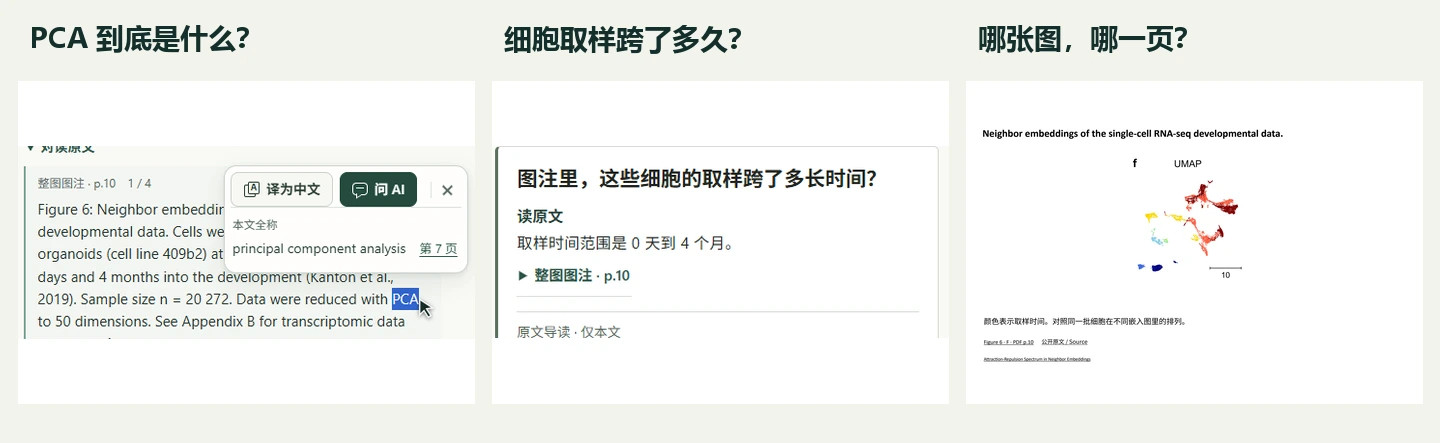 PCA 到底是什么?
细胞取样跨了多久?
哪张图，哪一页?
▼ 对读原文
整图图注 · p.10 1 / 4
Figure 6: Neighbor embeddin
developmental data. Cells we
organoids (cell line 409b2) at
days and 4 months into the development (Kanton et al.,
2019). Sample size n = 20 272. Data were reduced with PCA
to 50 dimensions. See Appendix B for transcriptomic data
译为中文
问 AI
本文全称
principal component analysis 第 7 页
图注里，这些细胞的取样跨了多长时间?
读原文
取样时间范围是 0 天到 4 个月。
▶ 整图图注 · p.10
原文导读 · 仅本文
Neighbor embeddings of the single-cell RNA-seq developmental data.
f UMAP
10
颜色表示取样时间。对照同一批细胞在不同嵌入图里的排列。
Figure 6 · F · PDF p.10 公开原文 / Source
Attraction-Repulsion Spectrum in Neighbor Embeddings